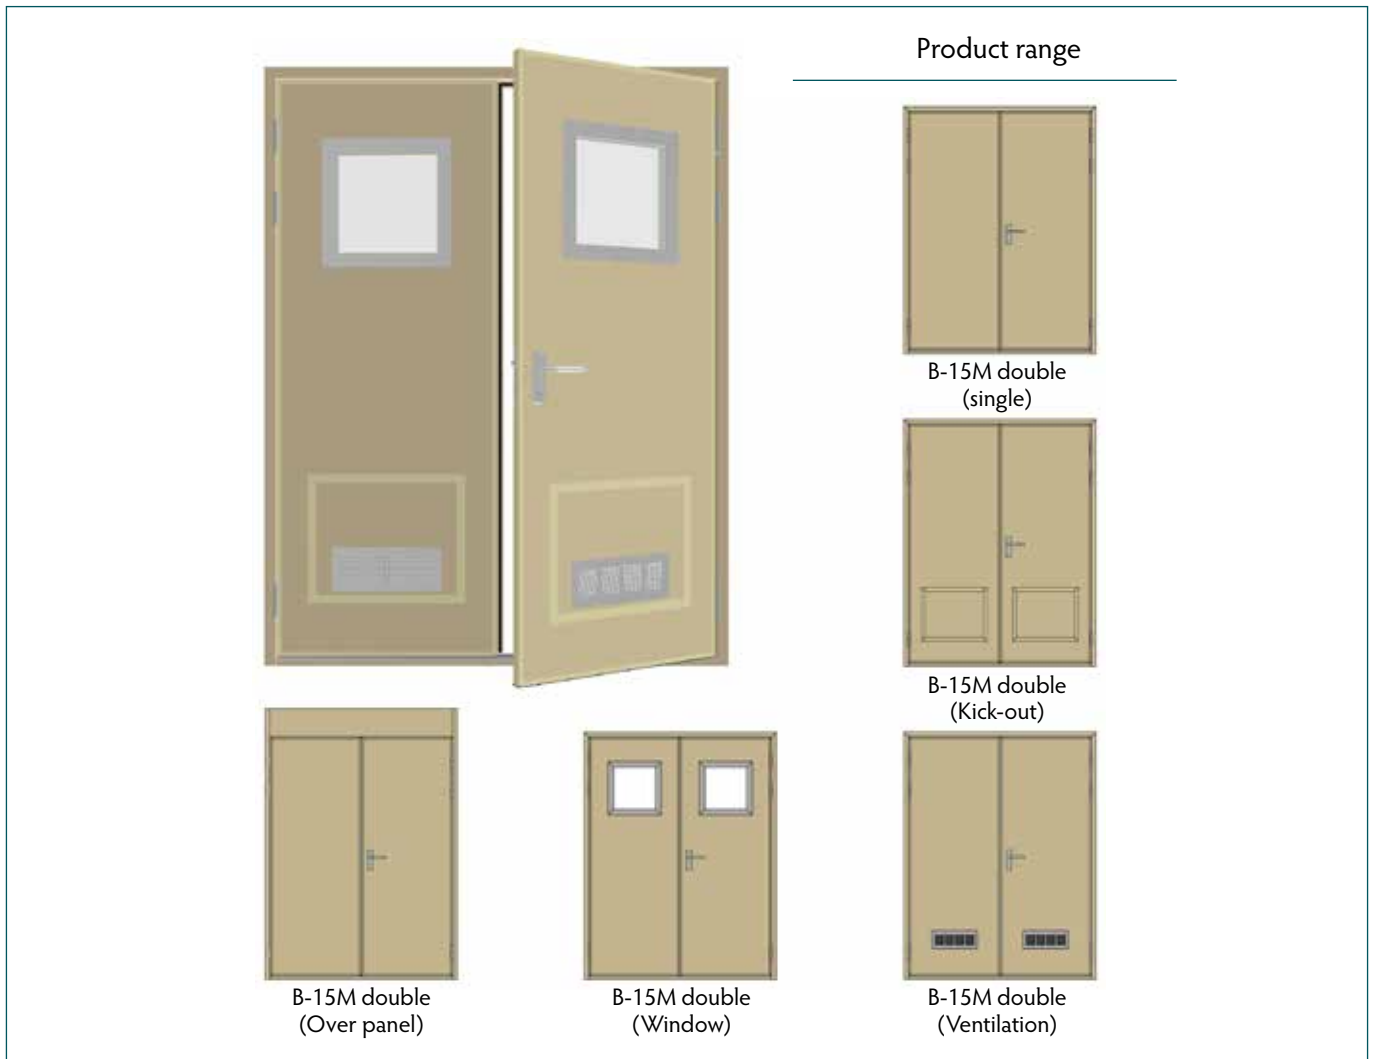 Product range
B-15M double
(single)
B-15M double
(Kick-out)
B-15M double
(Over panel)
B-15M double
(Window)
B-15M double
(Ventilation)